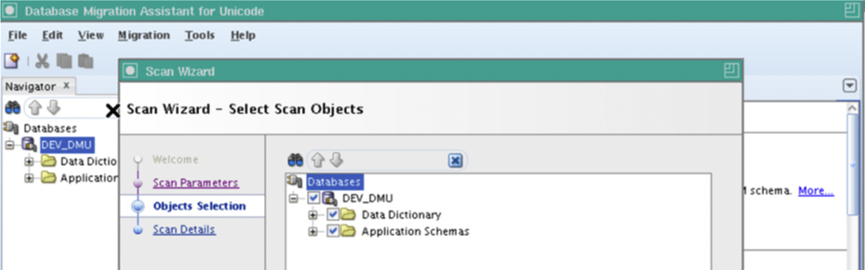 Database Migration Assistant for Unicode
File Edit View Migration Tools Help
Scan Wizard
Navigator
Scan Wizard - Select Scan Objects
Databases
DEV_DMU
Data Dictio
Application
Welcome
Scan Parameters
Objects Selection
Scan Details
Databases
DEV_DMU
Data Dictionary
Application Schemas
schema. More...